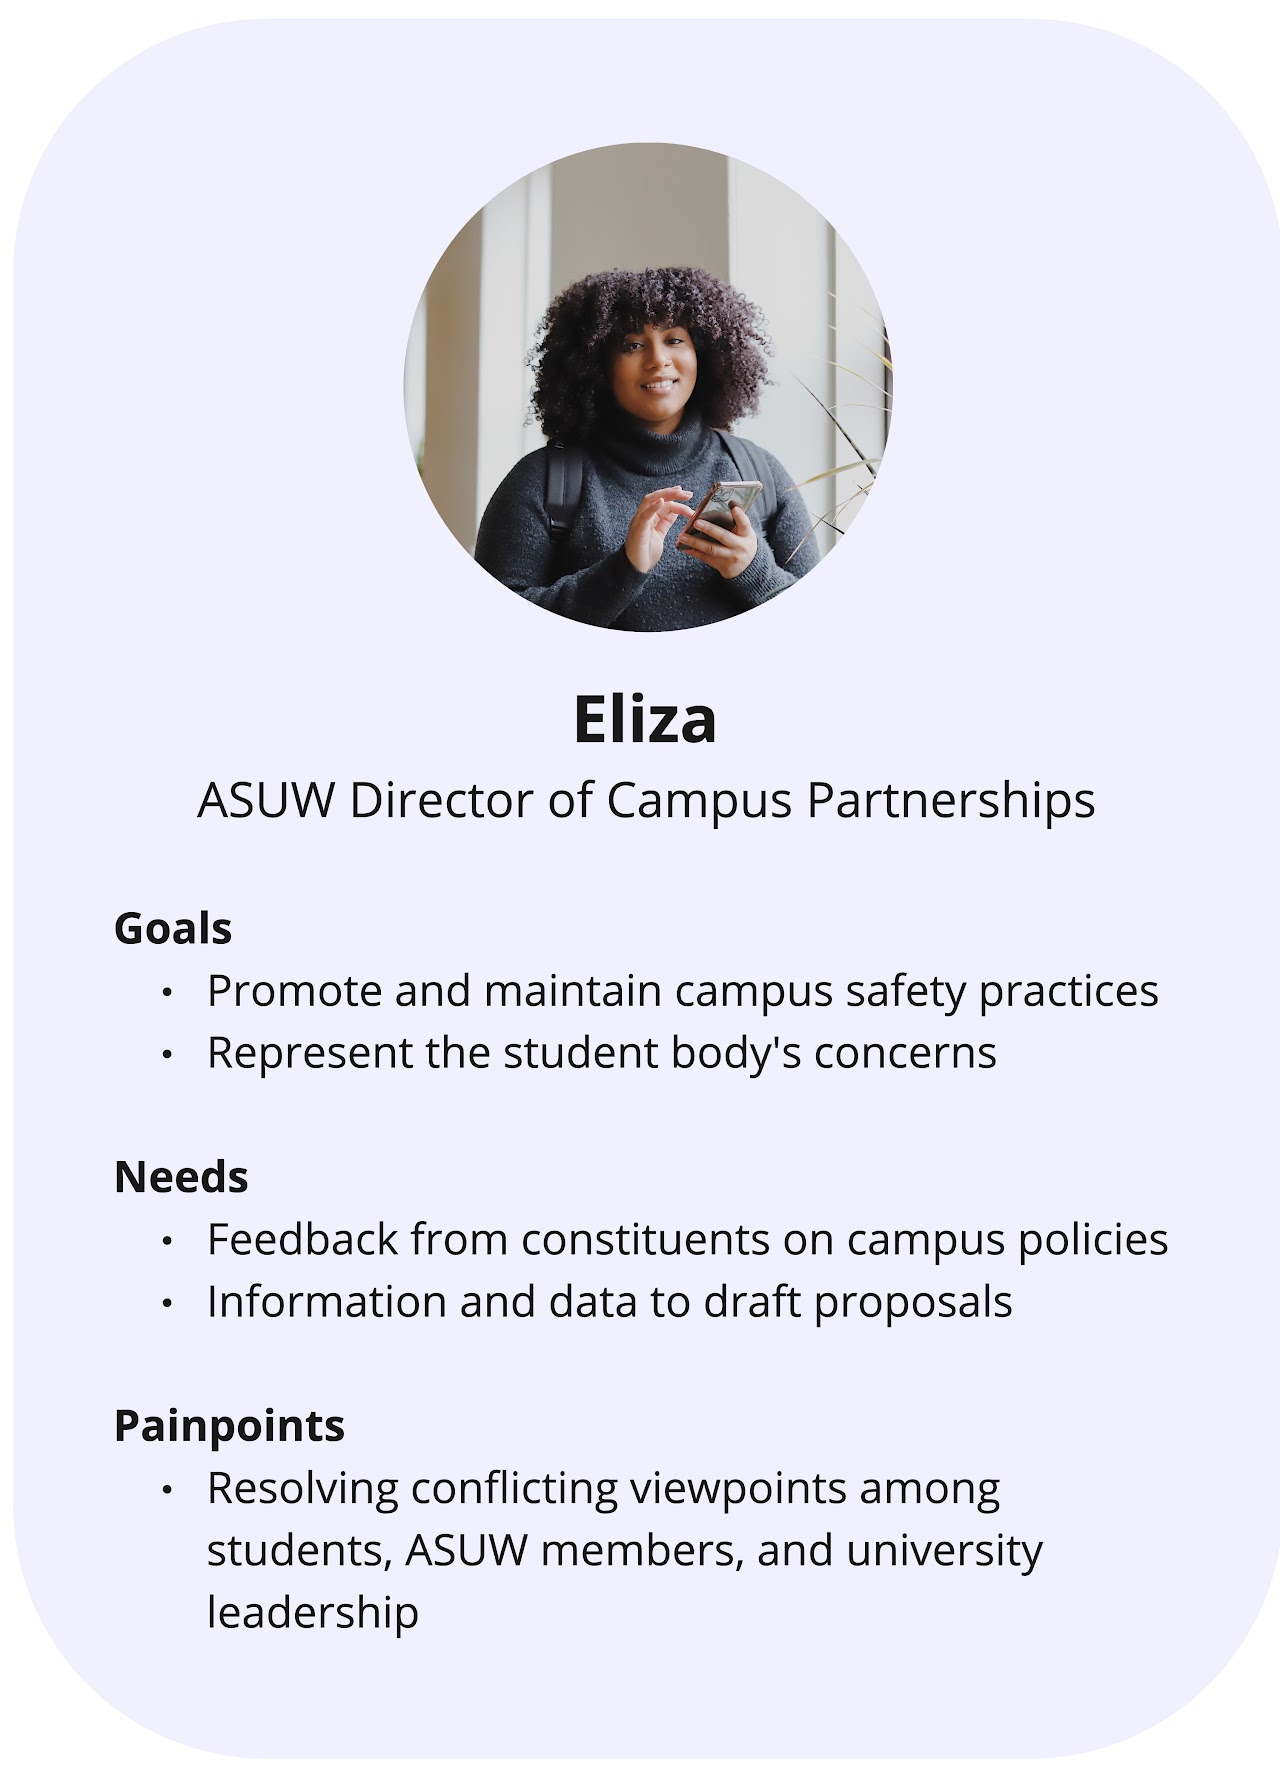 Eliza
ASUW Director of Campus Partnerships
Goals
• Promote and maintain campus safety practices
• Represent the student body's concerns
Needs
• Feedback from constituents on campus policies
• Information and data to draft proposals
Painpoints
• Resolving conflicting viewpoints among
students, ASUW members, and university
leadership